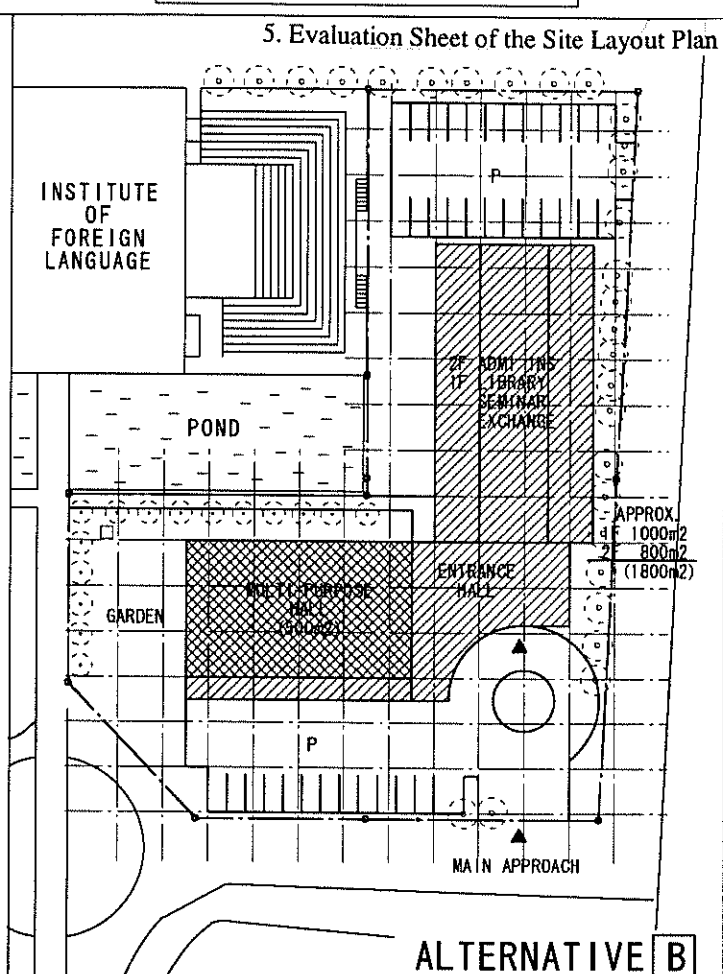 5. Evaluation Sheet of the Site Layout Plan
P
INSTITUTE
OF
FOREIGN
LANGUAGE
2F ADMI INS
1F LIBRARY
SEMINAR
EXCHANGE
POND
APPROX.
1F 1000m2
2F 800m2
(1800m2)
ENTRANCE
HALL
MULTI-PURPOSE
HALL
(500m2)
GARDEN
P
MAIN APPROACH
ALTERNATIVE B